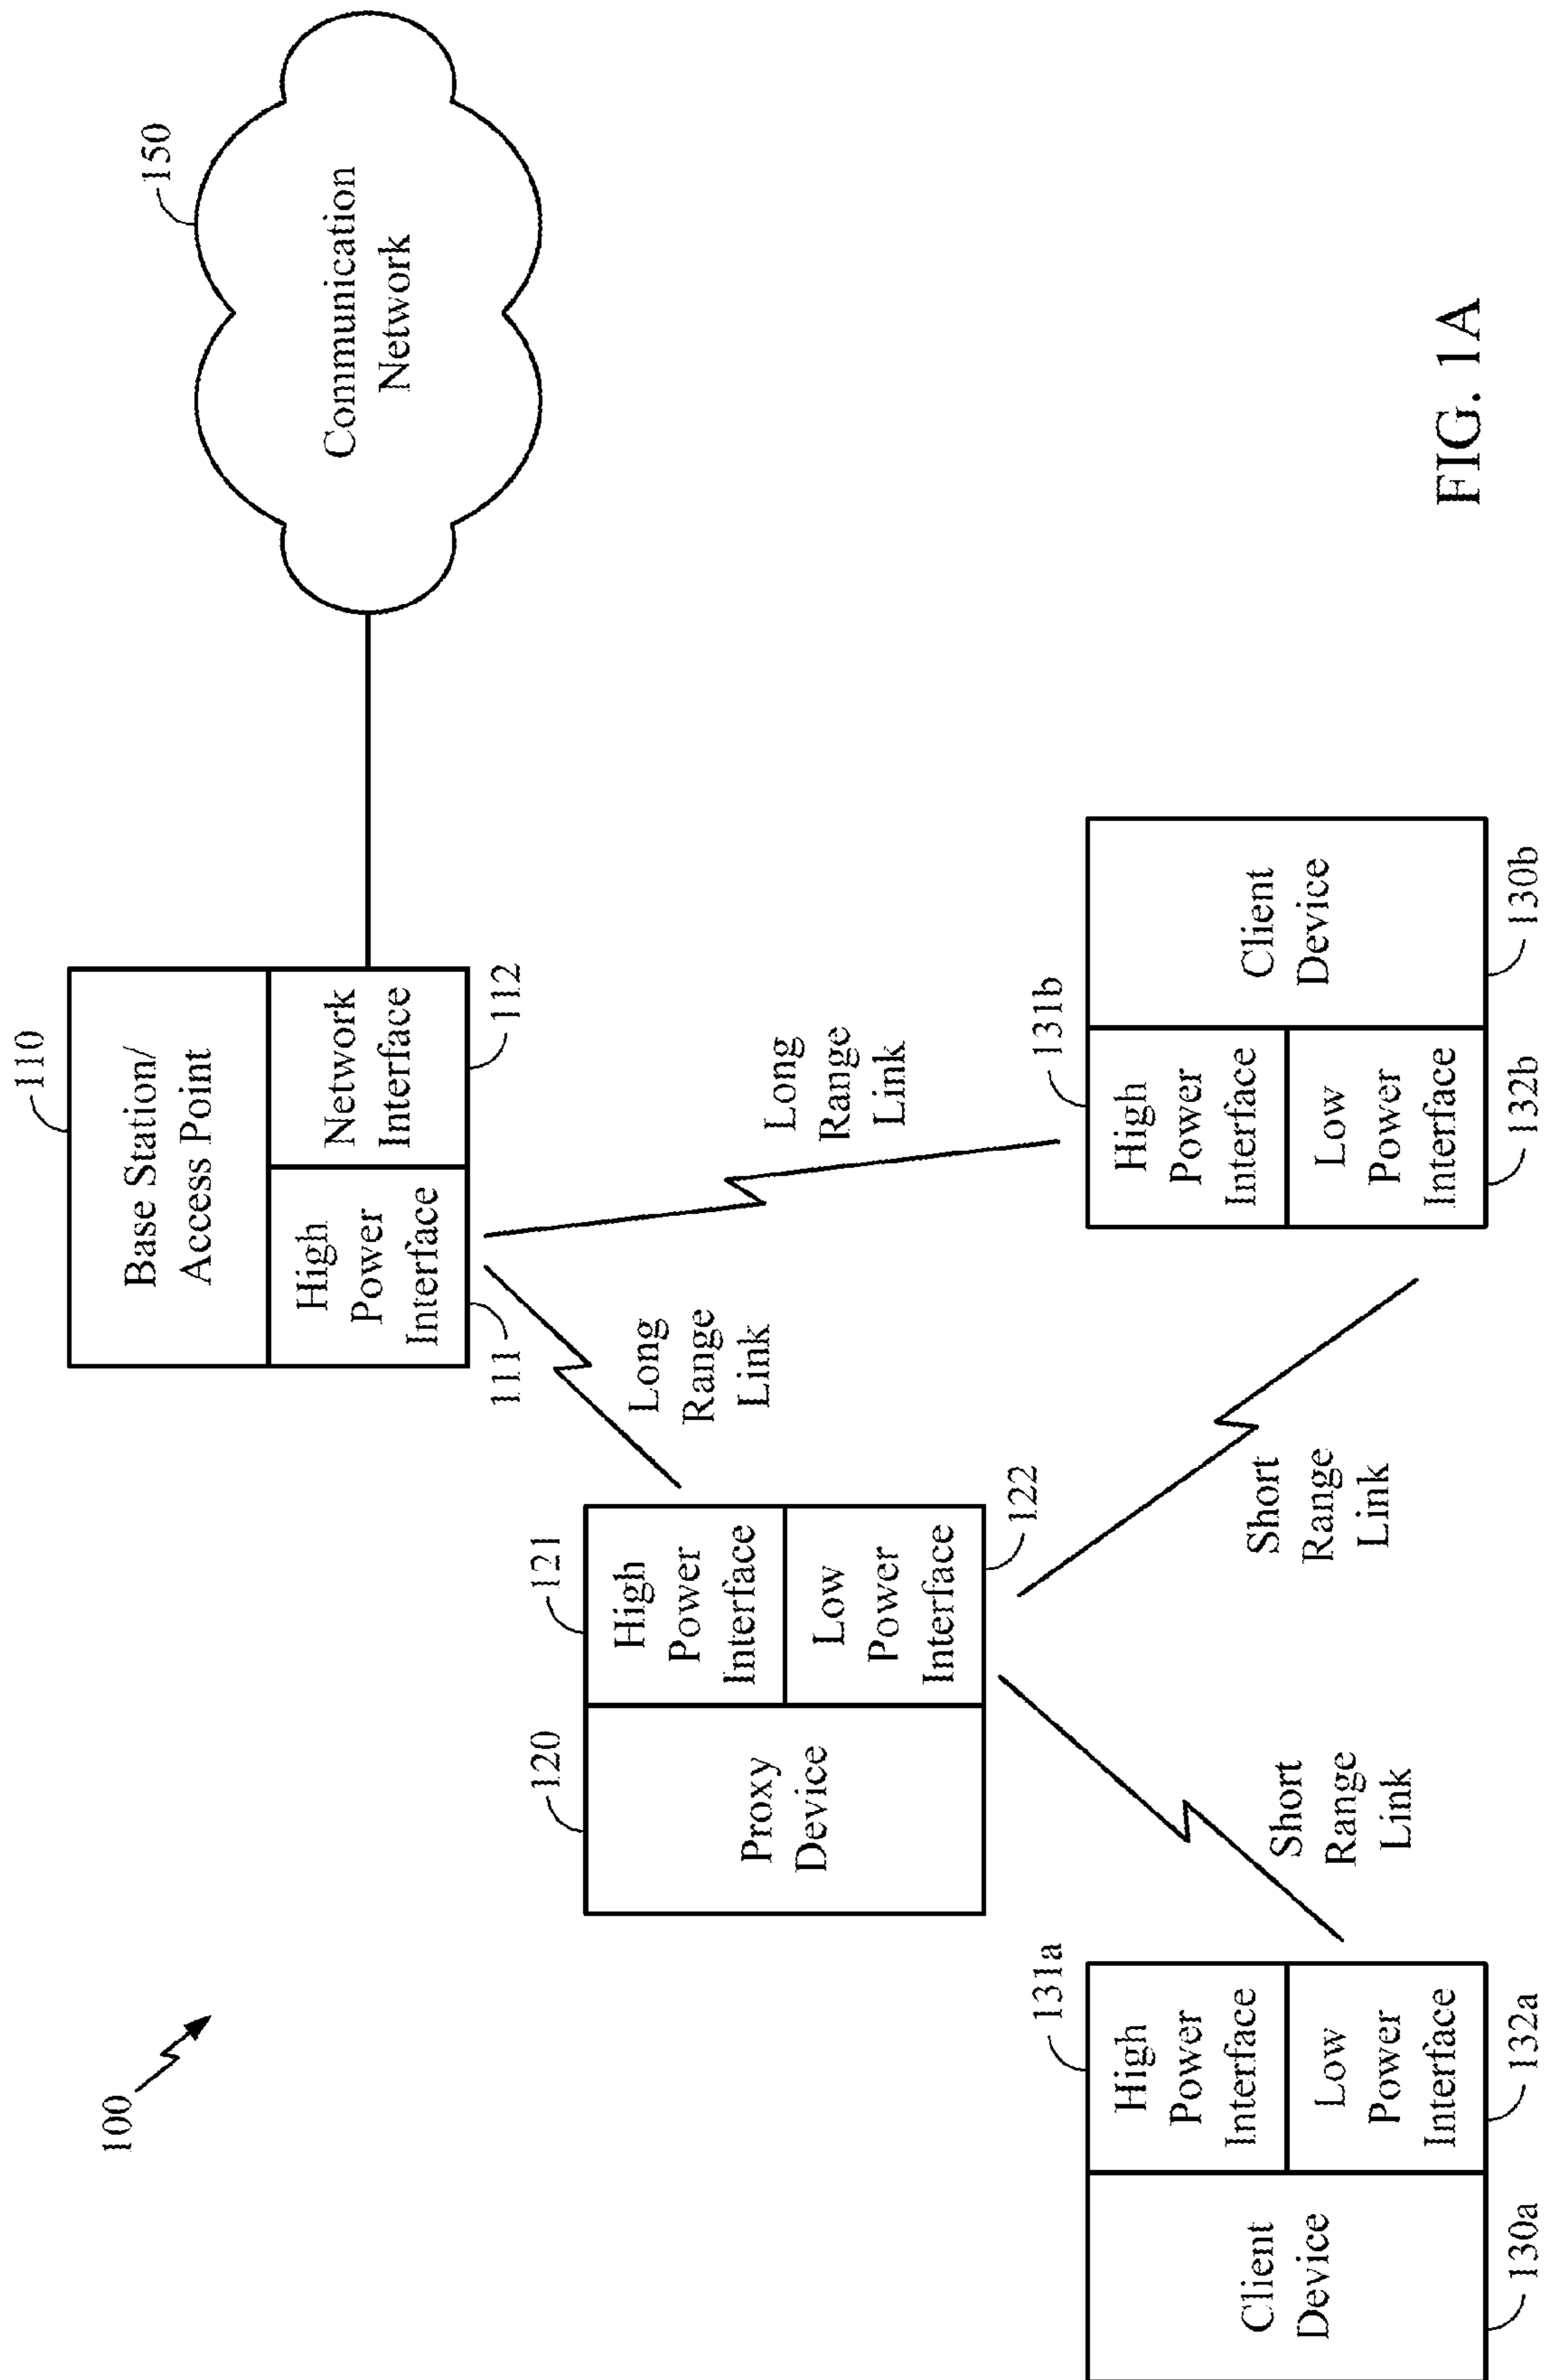 100
110
Base Station/
Access Point
High
Power
Interface
Network
Interface
111
112
150
Communication
Network
Long
Range
Link
Long
Range
Link
120
121
Proxy
Device
High
Power
Interface
Low
Power
Interface
122
Short
Range
Link
Short
Range
Link
131a
Client
Device
High
Power
Interface
Low
Power
Interface
130a
132a
131b
High
Power
Interface
Low
Power
Interface
Client
Device
132b
130b
FIG. 1A